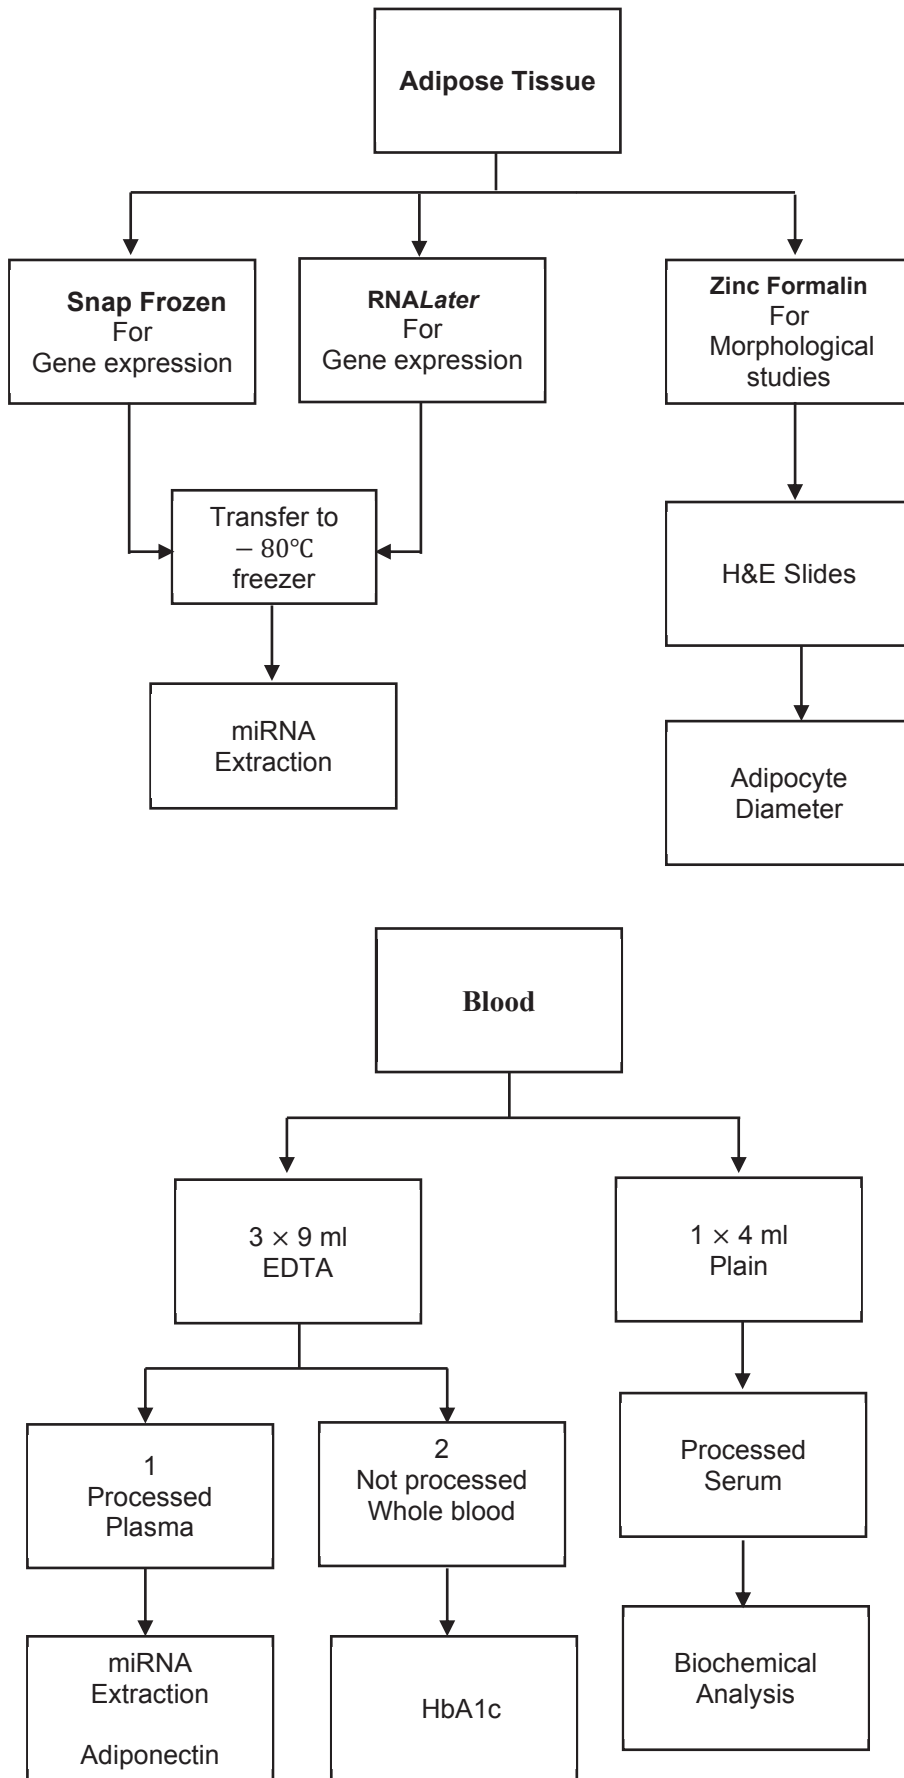 Adipose Tissue
Snap Frozen
For
Gene expression
RNALater
For
Gene expression
Zinc Formalin
For
Morphological
studies
Transfer to
− 80℃
freezer
H&E Slides
miRNA
Extraction
Adipocyte
Diameter
Blood
3 × 9 ml
EDTA
1 × 4 ml
Plain
1
Processed
Plasma
2
Not processed
Whole blood
Processed
Serum
miRNA
Extraction
Adiponectin
HbA1c
Biochemical
Analysis